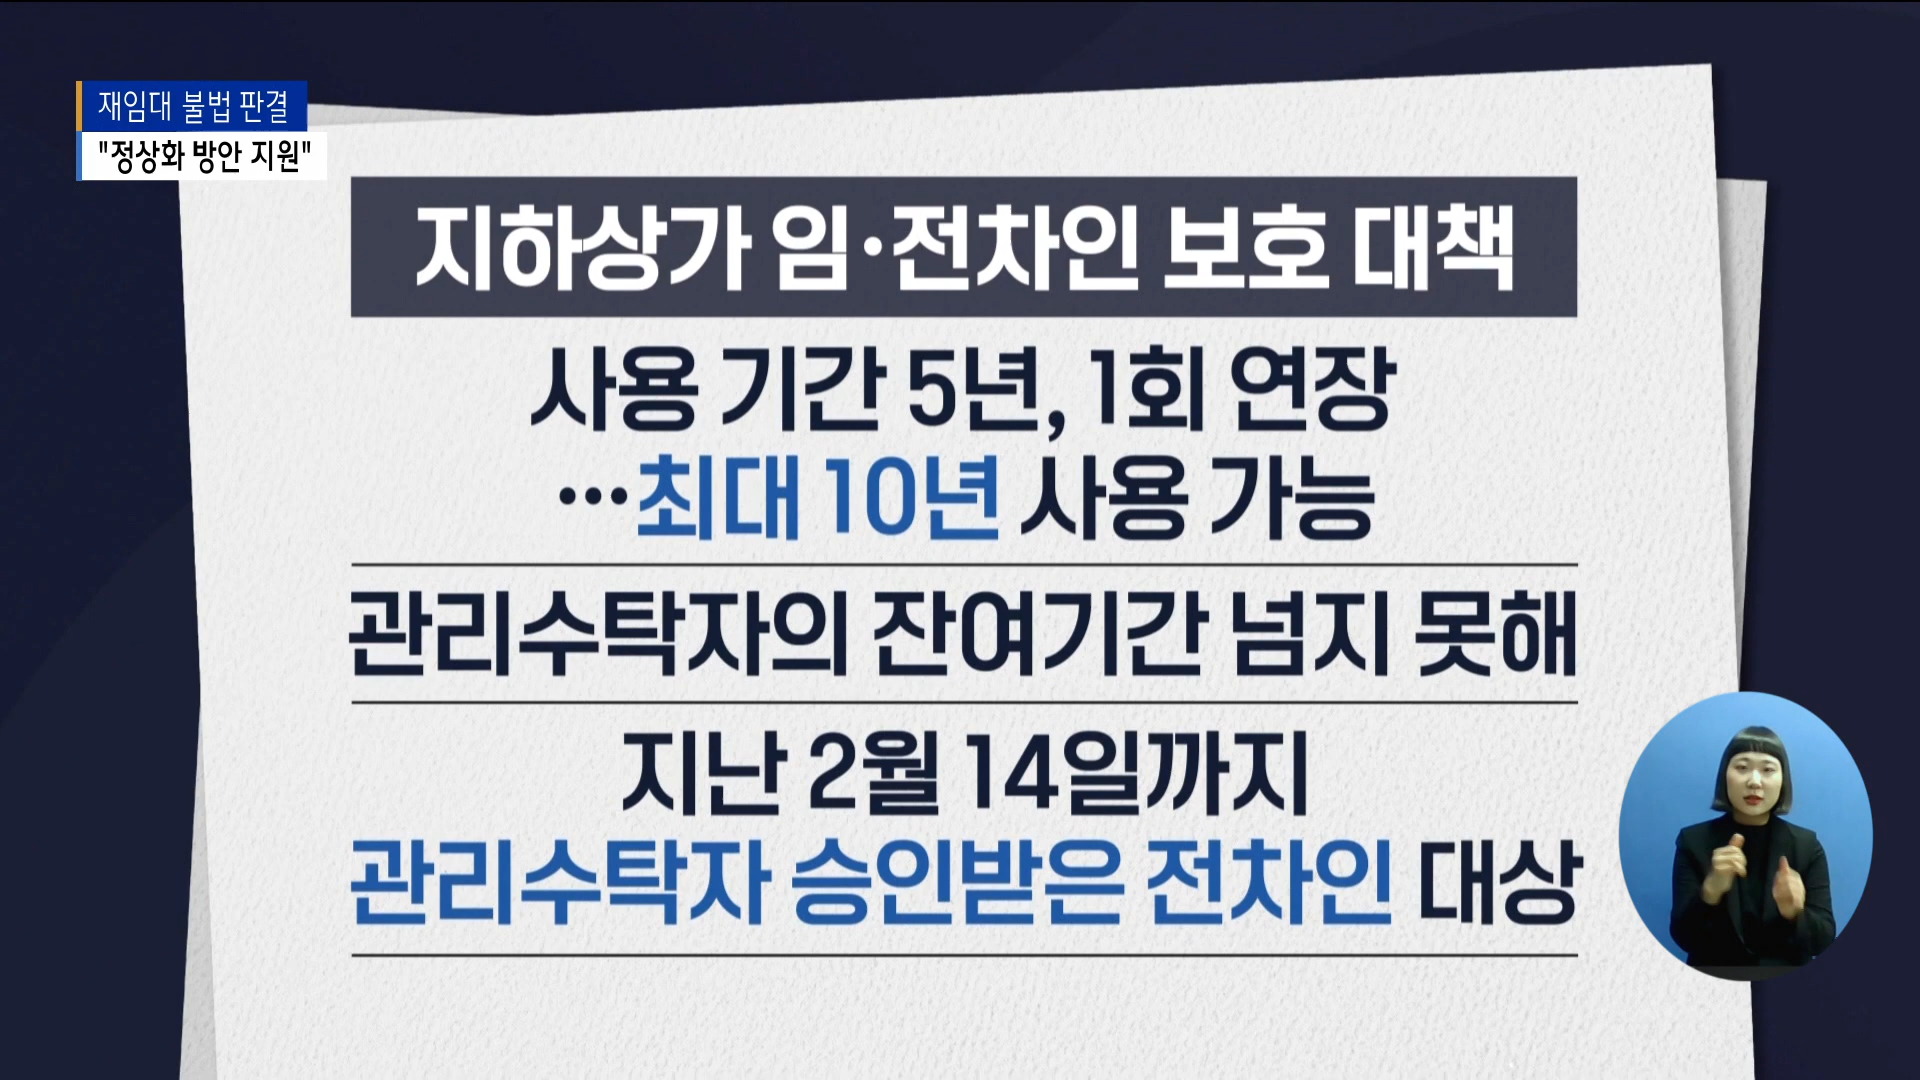 재임대 불법 판결
"정상화 방안 지원"
지하상가 임·전차인 보호 대책
사용 기간 5년, 1회 연장
…최대 10년 사용 가능
관리수탁자의 잔여기간 넘지 못해
지난 2월 14일까지
관리수탁자 승인받은 전차인 대상